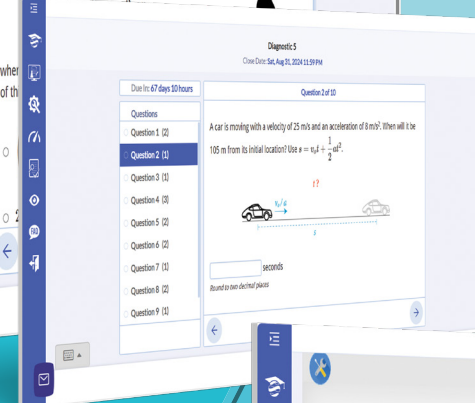 Diagnostic 5
Close Date: Sat, Aug 31, 2024 11:59 PM
Due in: 67 days 10 hours
Question 2 of 10
Questions
Question 1 (2)
Question 2 (1)
Question 3 (1)
Question 4 (3)
Question 5 (2)
Question 6 (2)
Question 7 (1)
Question 8 (2)
Question 9 (1)
A car is moving with a velocity of 25 m/s and an acceleration of 8 m/s². When will it be
105 m from its initial location? Use s = v₀t + 1/2 at².
t?
v₀/a
s
seconds
Round to two decimal places
of th
FAQ